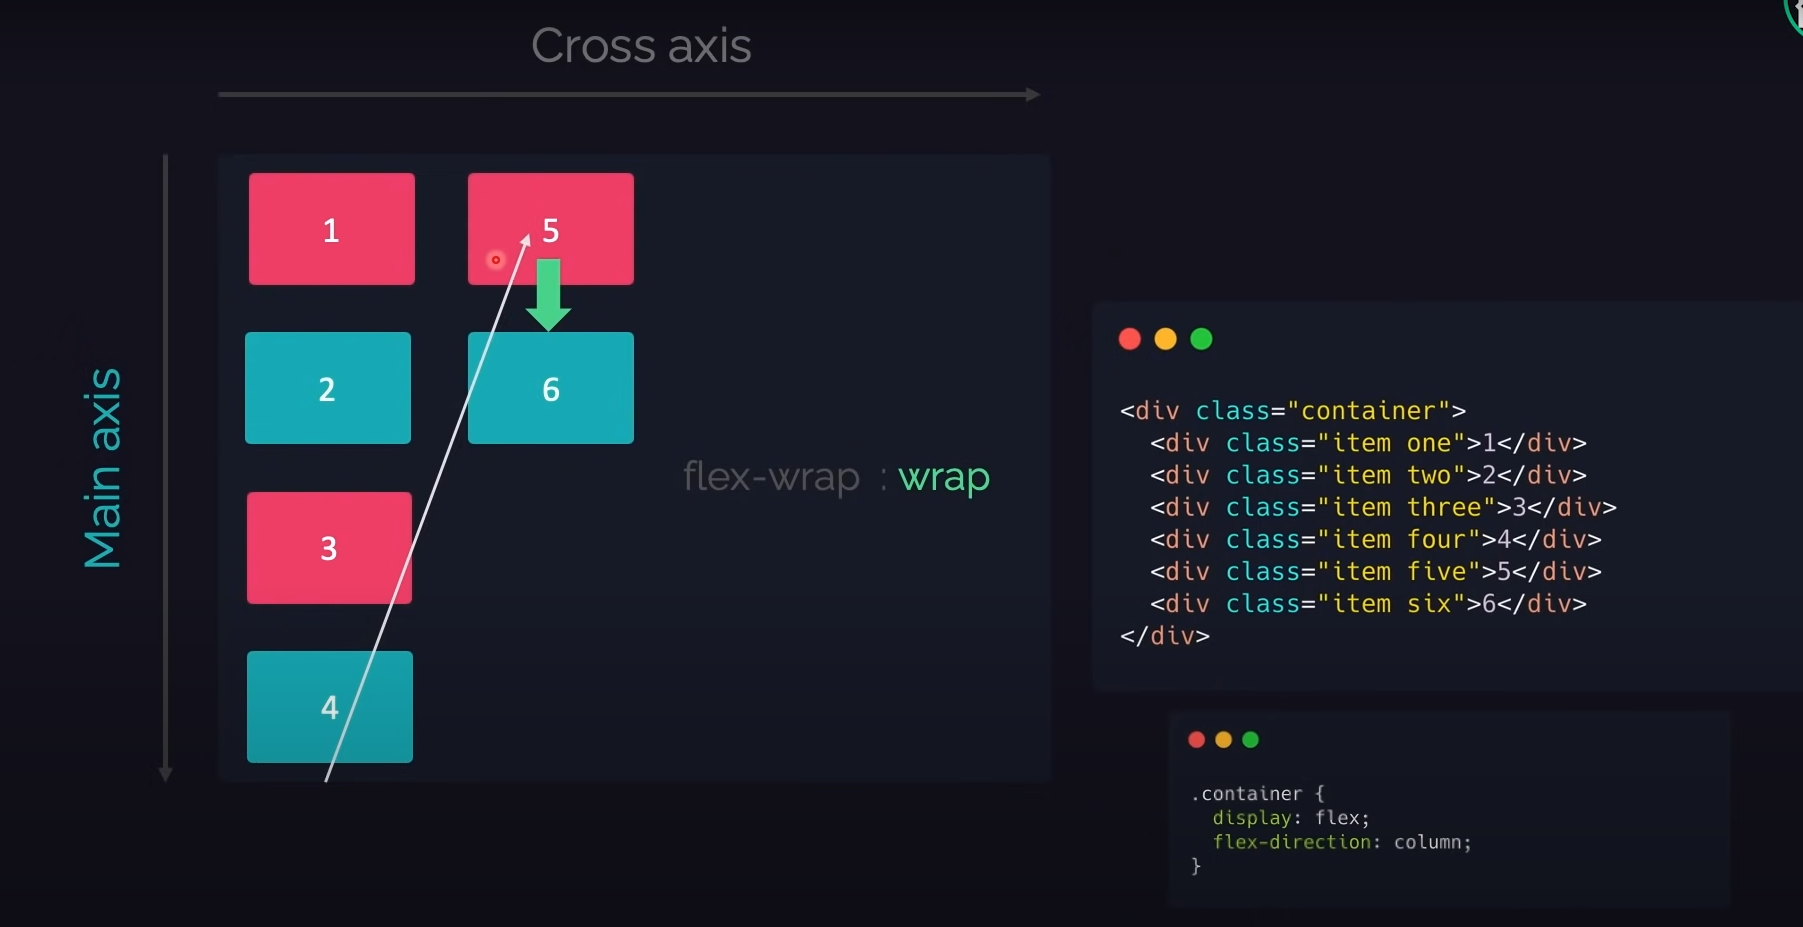 Cross axis
Main axis
1
5
2
6
3
4
flex-wrap : wrap
<div class="container">
  <div class="item one">1</div>
  <div class="item two">2</div>
  <div class="item three">3</div>
  <div class="item four">4</div>
  <div class="item five">5</div>
  <div class="item six">6</div>
</div>
.container {
  display: flex;
  flex-direction: column;
}